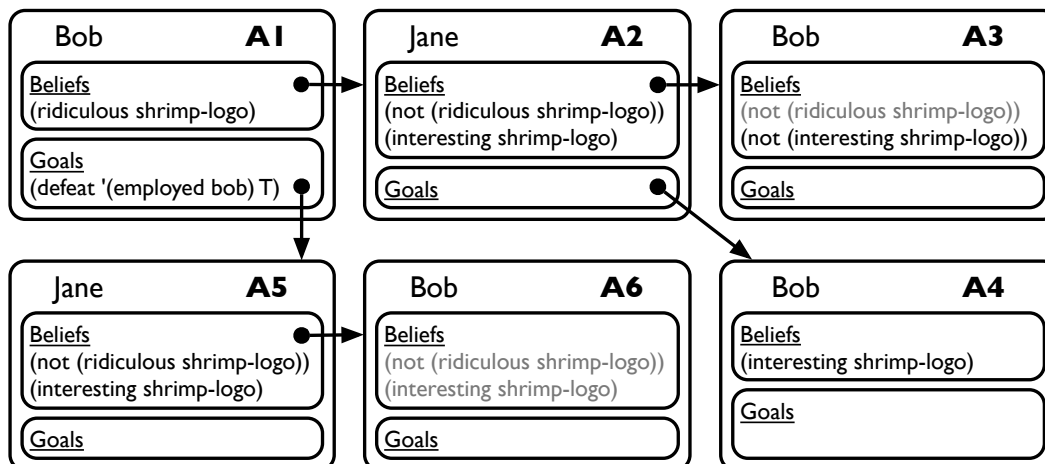 Bob A1
Beliefs
(ridiculous shrimp-logo)
Goals
(defeat '(employed bob) T)
Jane A2
Beliefs
(not (ridiculous shrimp-logo))
(interesting shrimp-logo)
Goals
Bob A3
Beliefs
(not (ridiculous shrimp-logo))
(not (interesting shrimp-logo))
Goals
Jane A5
Beliefs
(not (ridiculous shrimp-logo))
(interesting shrimp-logo)
Goals
Bob A6
Beliefs
(not (ridiculous shrimp-logo))
(interesting shrimp-logo)
Goals
Bob A4
Beliefs
(interesting shrimp-logo)
Goals